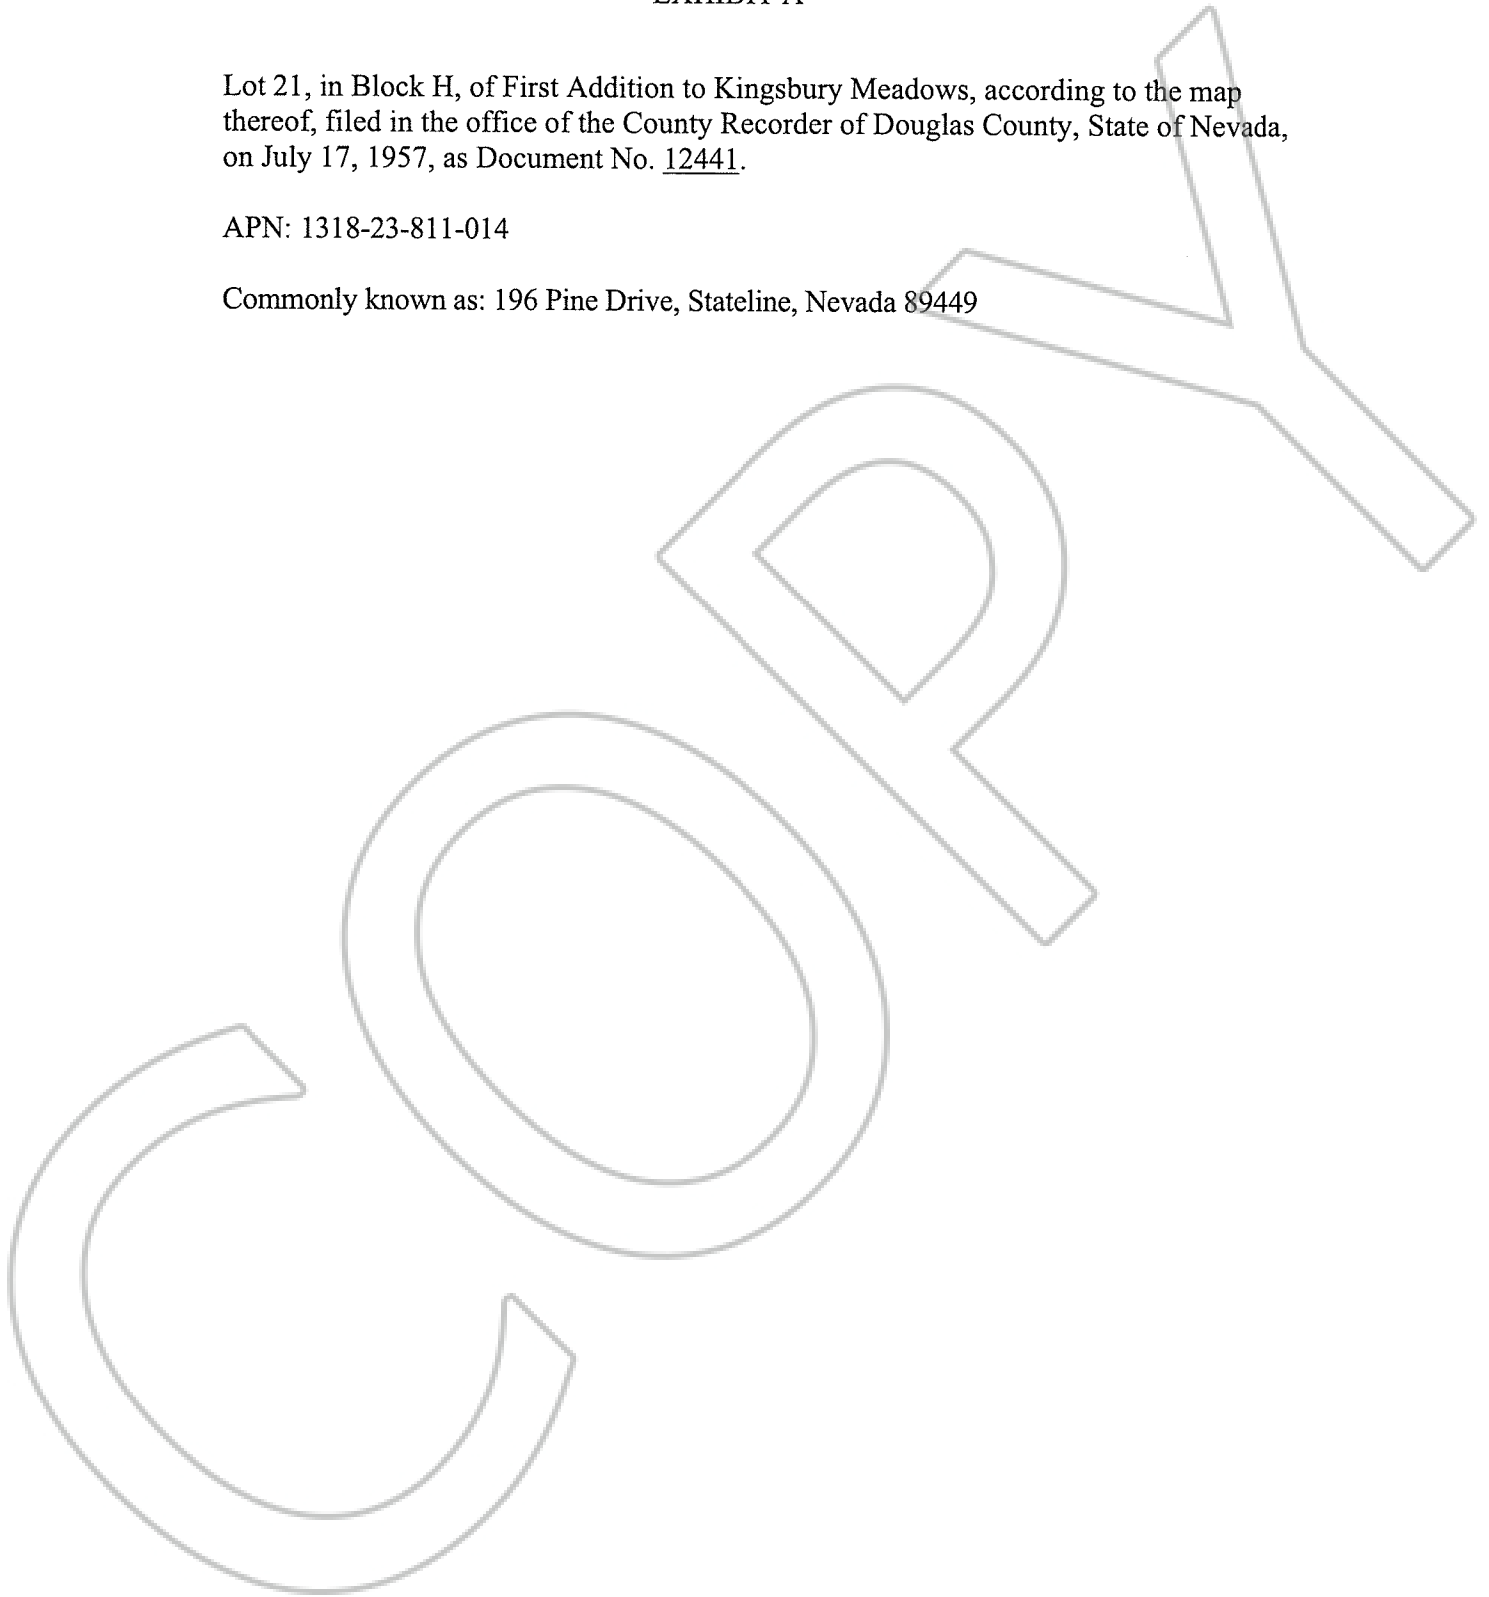 EXHIBIT A
Lot 21, in Block H, of First Addition to Kingsbury Meadows, according to the map
thereof, filed in the office of the County Recorder of Douglas County, State of Nevada,
on July 17, 1957, as Document No. 12441.
APN: 1318-23-811-014
Commonly known as: 196 Pine Drive, Stateline, Nevada 89449
COPY